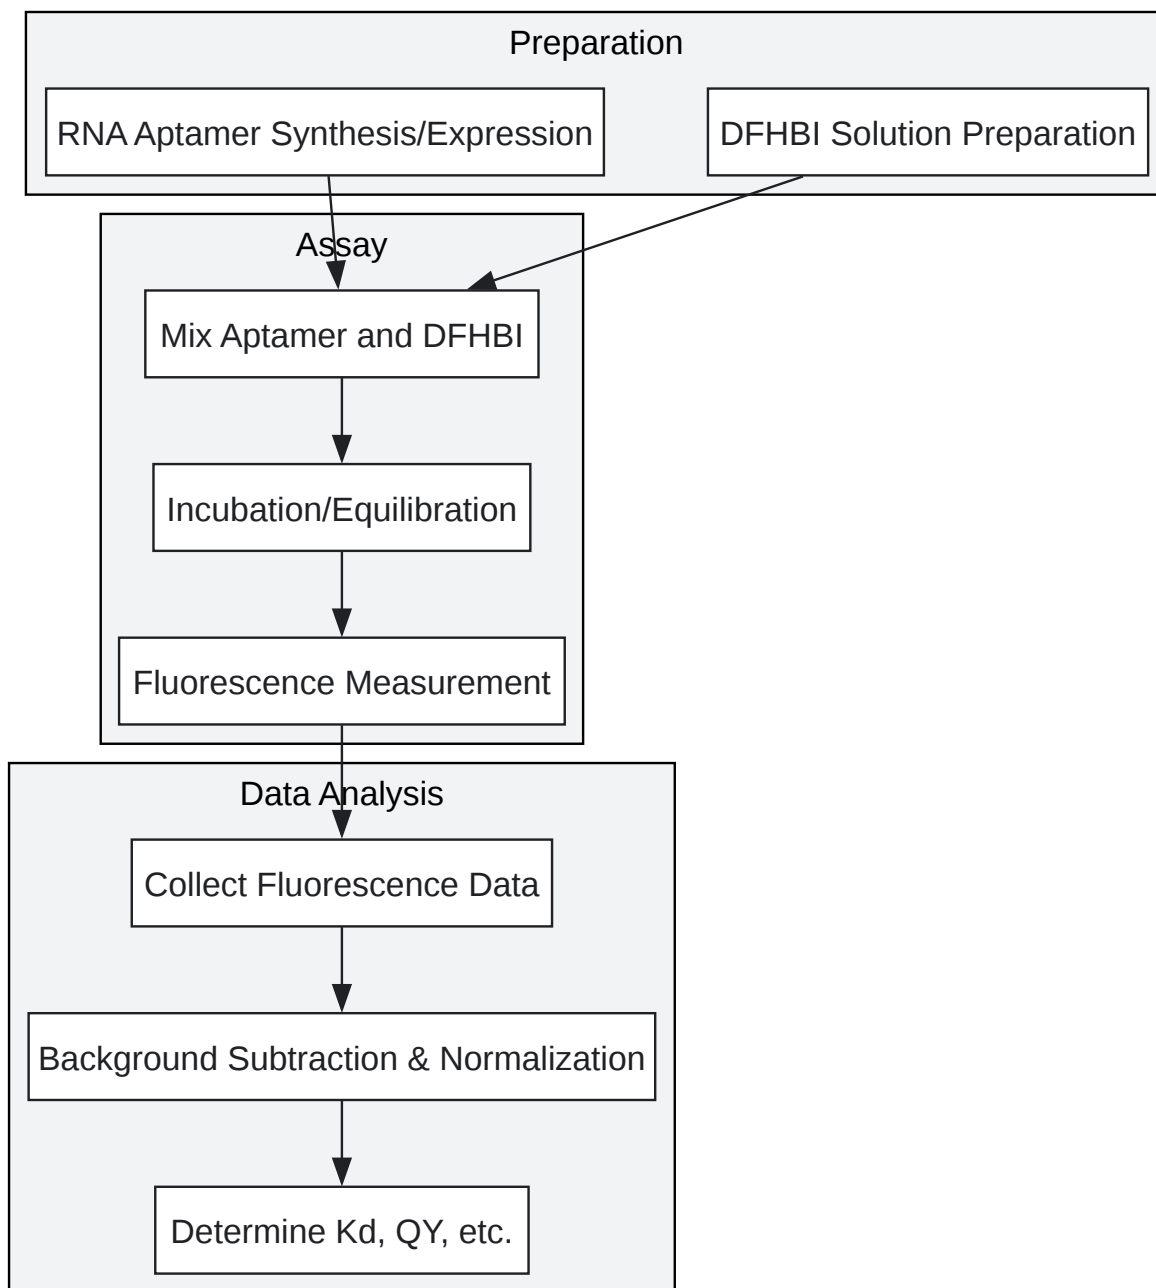 Preparation
RNA Aptamer Synthesis/Expression
DFHBI Solution Preparation
Assay
Mix Aptamer and DFHBI
Incubation/Equilibration
Fluorescence Measurement
Data Analysis
Collect Fluorescence Data
Background Subtraction & Normalization
Determine Kd, QY, etc.